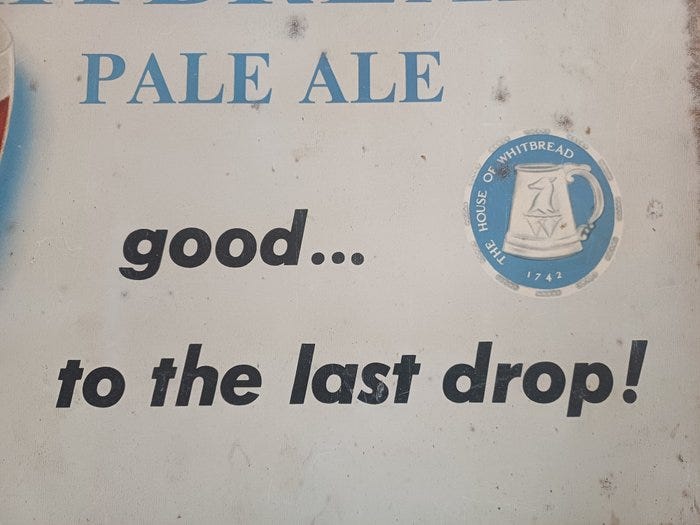 PALE ALE
THE HOUSE OF WHITBREAD
1742
good...
to the last drop!